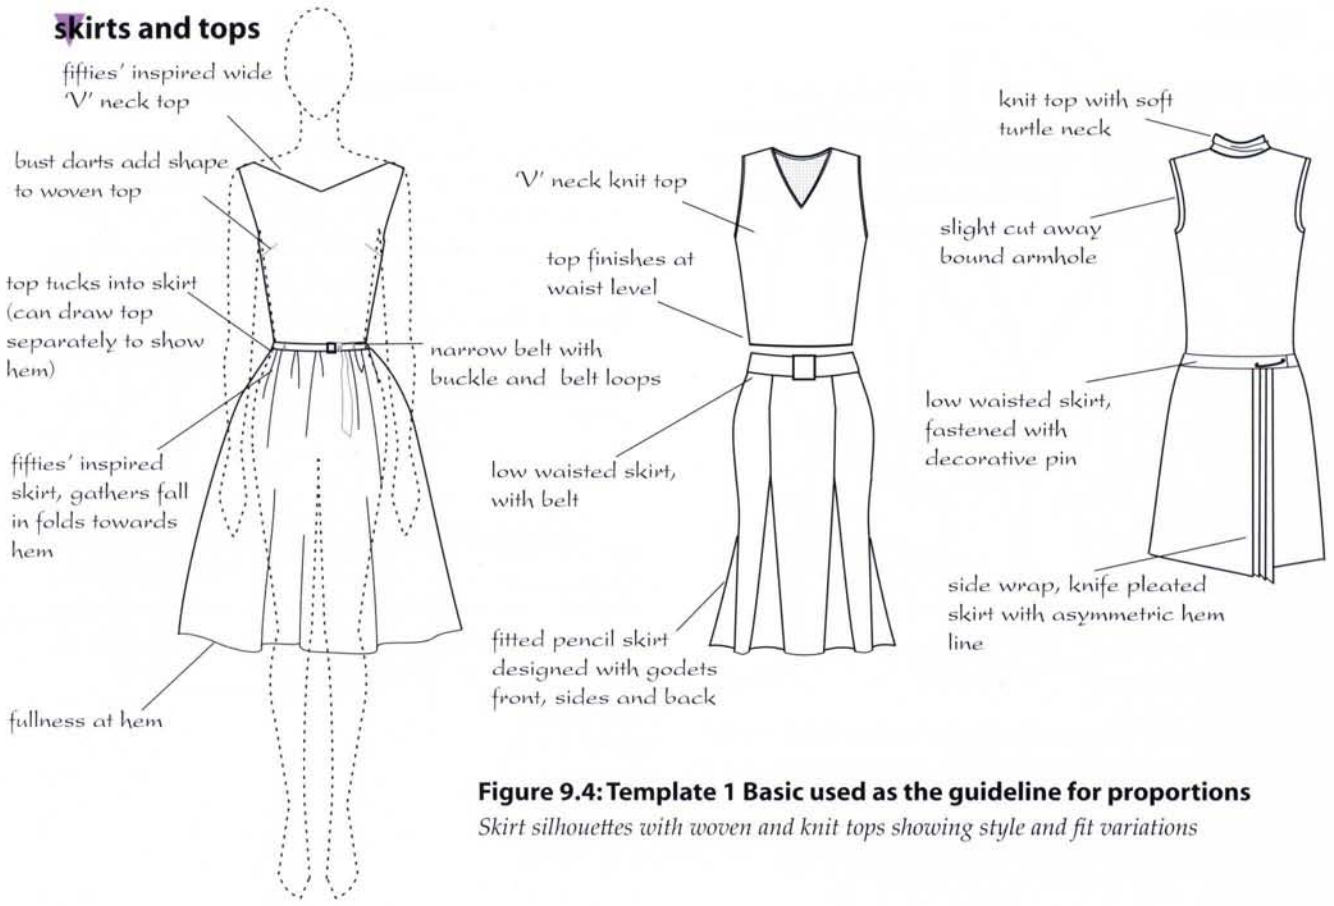 skirts and tops
fifties' inspired wide
'V' neck top
bust darts add shape
to woven top
top tucks into skirt
(can draw top
separately to show
hem)
narrow belt with
buckle and belt loops
fifties' inspired
skirt, gathers fall
in folds towards
hem
fullness at hem
'V' neck knit top
top finishes at
waist level
low waisted skirt,
with belt
fitted pencil skirt
designed with godets
front, sides and back
knit top with soft
turtle neck
slight cut away
bound armhole
low waisted skirt,
fastened with
decorative pin
side wrap, knife pleated
skirt with asymmetric hem
line
Figure 9.4: Template 1 Basic used as the guideline for proportions
Skirt silhouettes with woven and knit tops showing style and fit variations